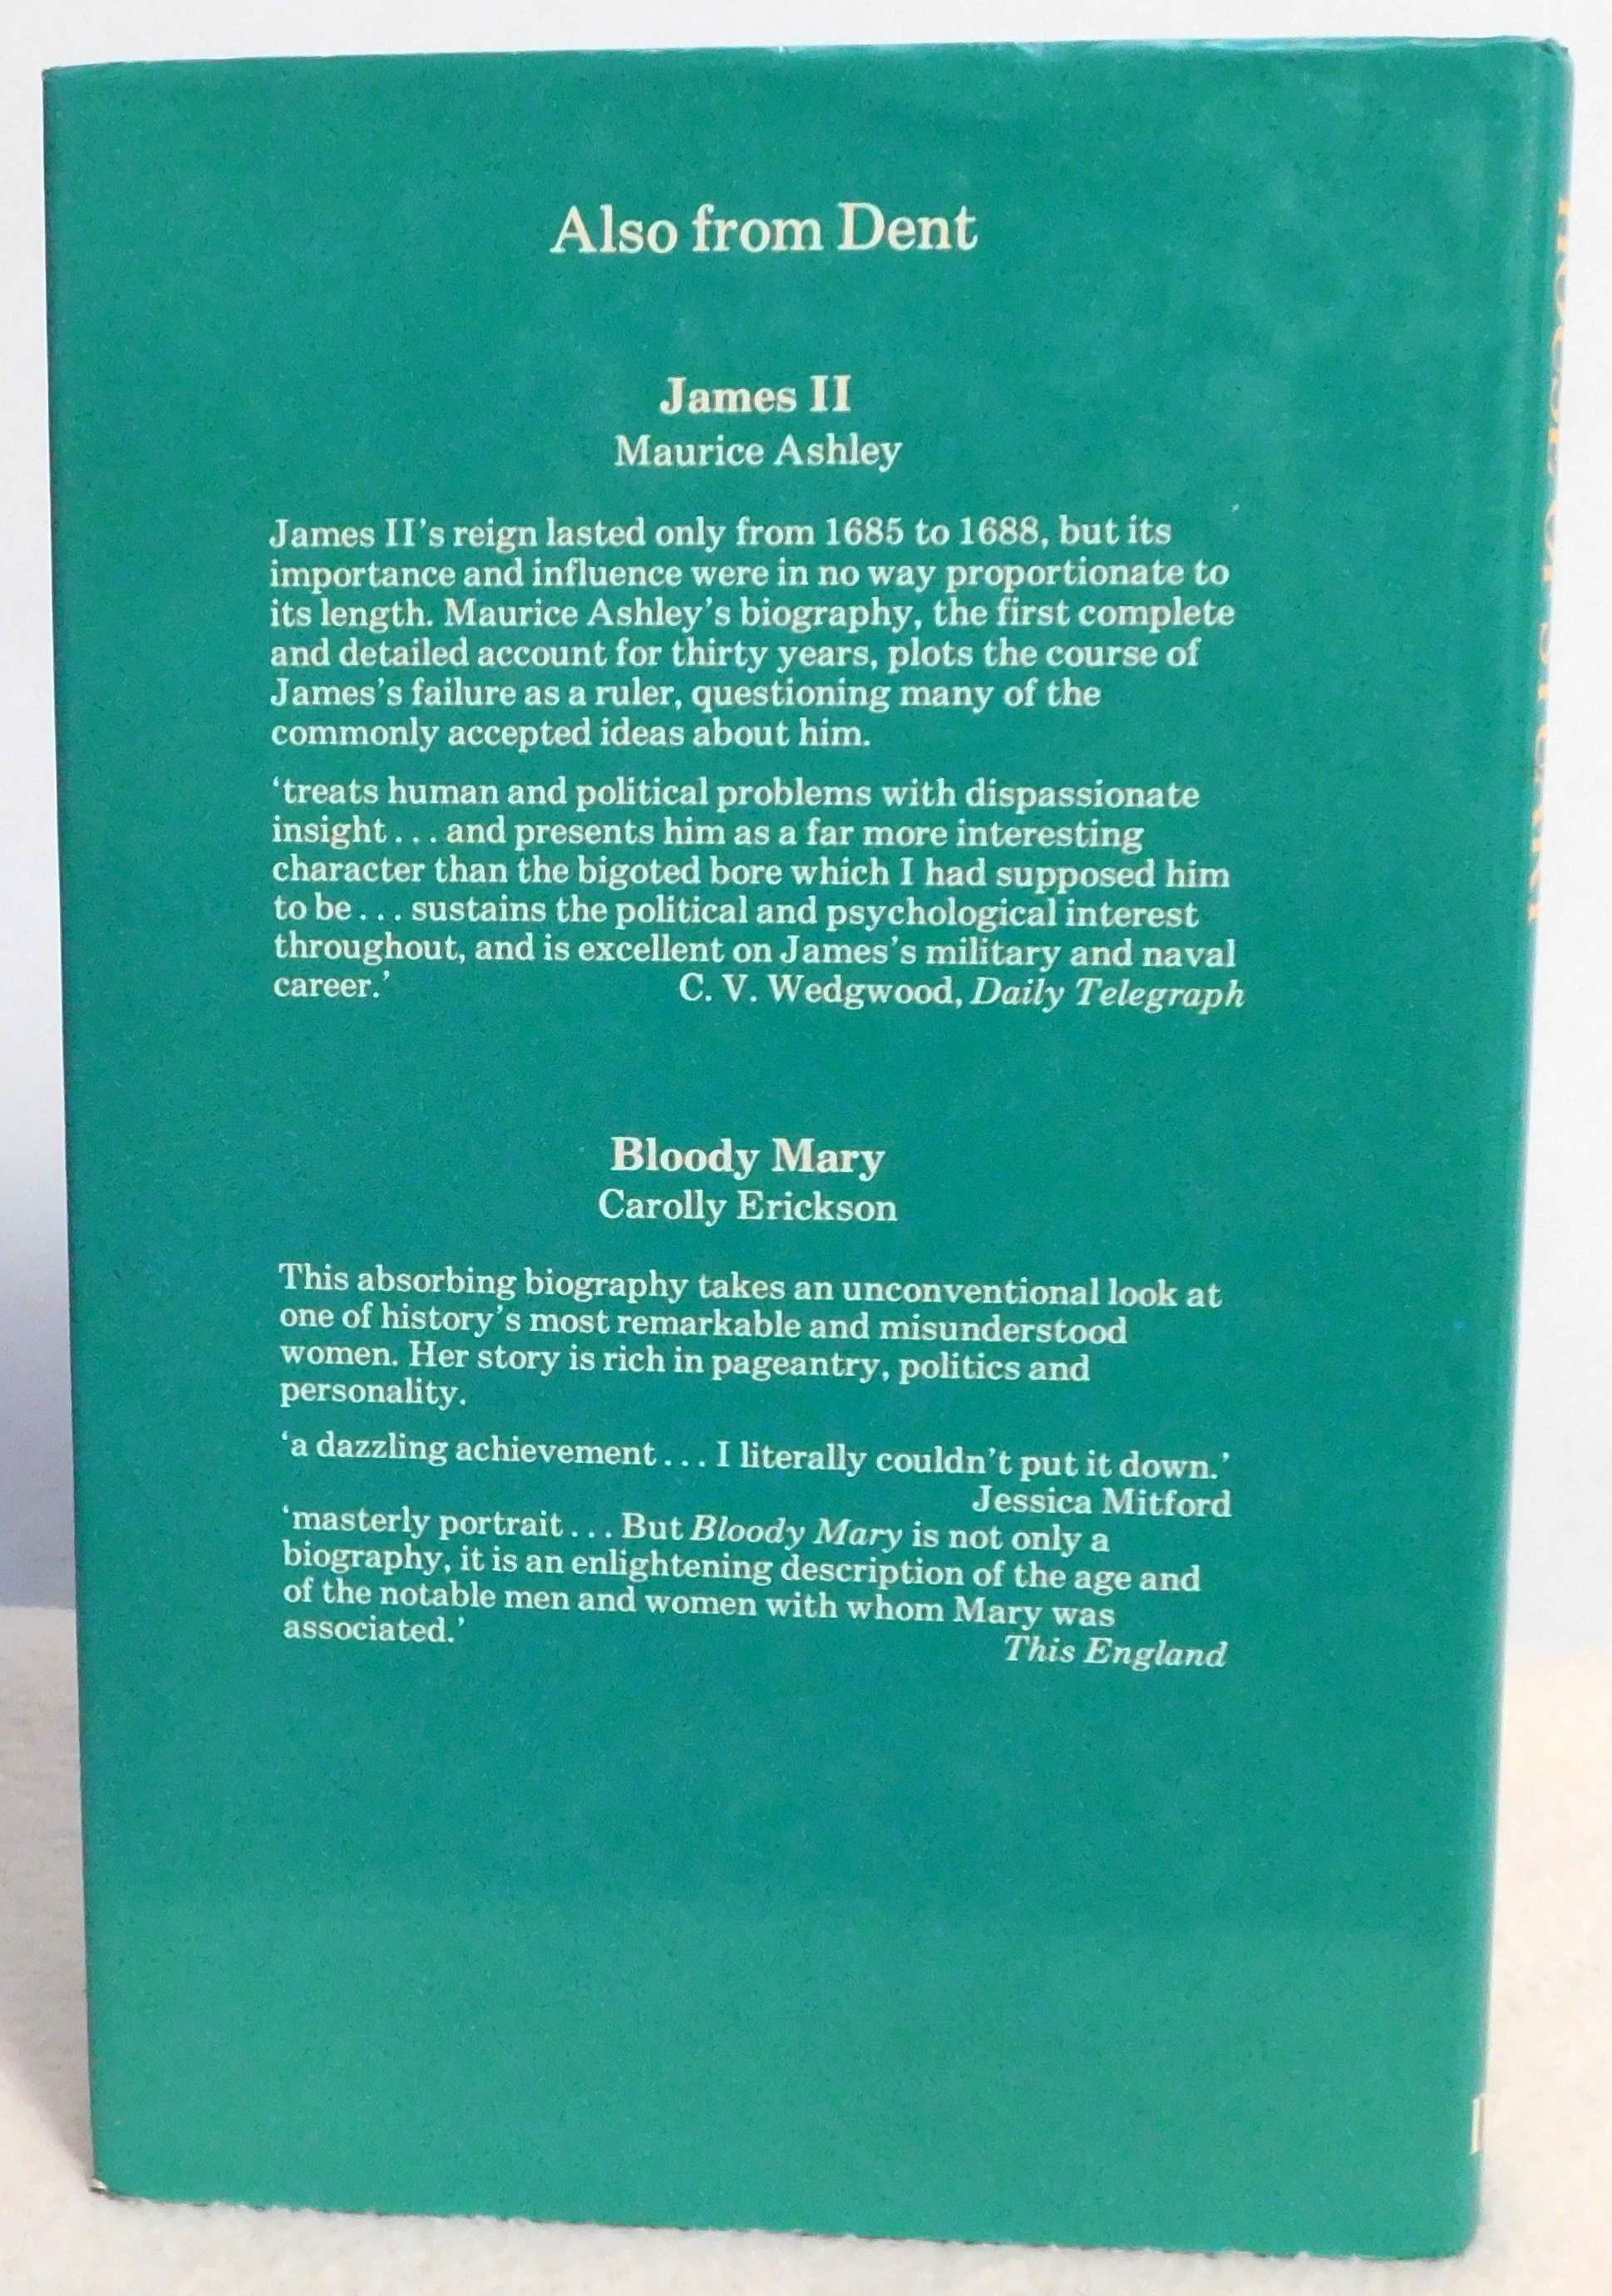 Also from Dent
James II
Maurice Ashley
James II's reign lasted only from 1685 to 1688, but its
importance and influence were in no way proportionate to
its length. Maurice Ashley's biography, the first complete
and detailed account for thirty years, plots the course of
James's failure as a ruler, questioning many of the
commonly accepted ideas about him.
‘treats human and political problems with dispassionate
insight... and presents him as a far more interesting
character than the bigoted bore which I had supposed him
to be... sustains the political and psychological interest
throughout, and is excellent on James's military and naval
career.’ C. V. Wedgwood, Daily Telegraph
Bloody Mary
Carolly Erickson
This absorbing biography takes an unconventional look at
one of history's most remarkable and misunderstood
women. Her story is rich in pageantry, politics and
personality.
‘a dazzling achievement... I literally couldn't put it down.’
Jessica Mitford
‘masterly portrait... But Bloody Mary is not only a
biography, it is an enlightening description of the age and
of the notable men and women with whom Mary was
associated.’ This England